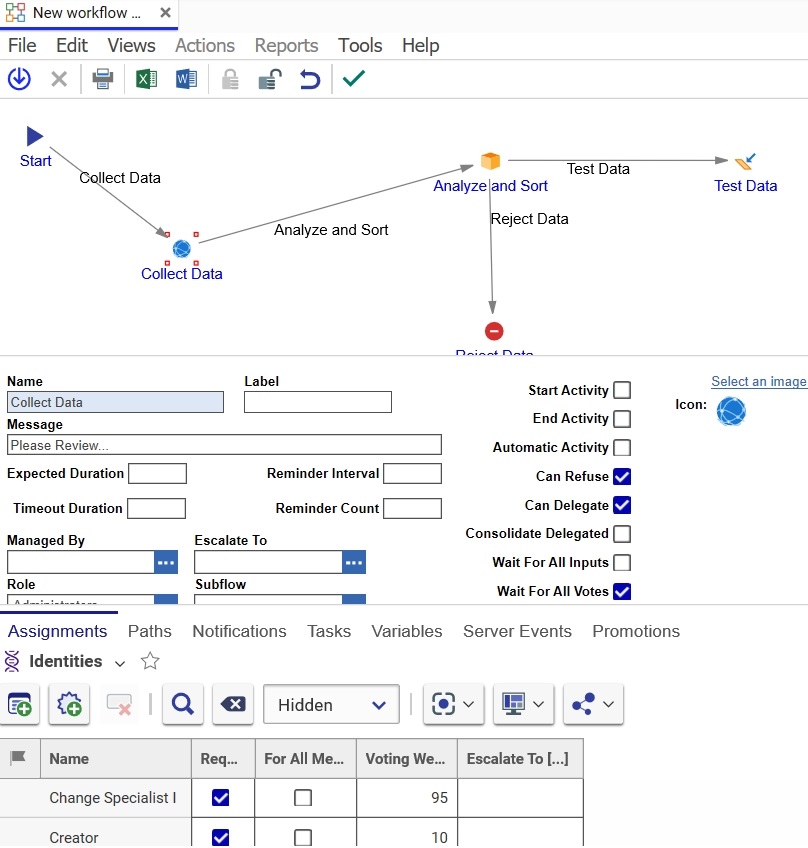 New workflow ...
File Edit Views Actions Reports Tools Help
Start
Collect Data
Test Data
Analyze and Sort
Test Data
Reject Data
Analyze and Sort
Collect Data
Reject Data
Name
Label
Start Activity
Select an image
Collect Data
Icon:
End Activity
Message
Please Review...
Automatic Activity
Expected Duration
Reminder Interval
Can Refuse
Timeout Duration
Reminder Count
Can Delegate
Consolidate Delegated
Managed By
Escalate To
Wait For All Inputs
Role
Subflow
Wait For All Votes
Administrators
Assignments Paths Notifications Tasks Variables Server Events Promotions
Identities
Hidden
Name Req... For All Me... Voting We... Escalate To [...]
Change Specialist I 95
Creator 10